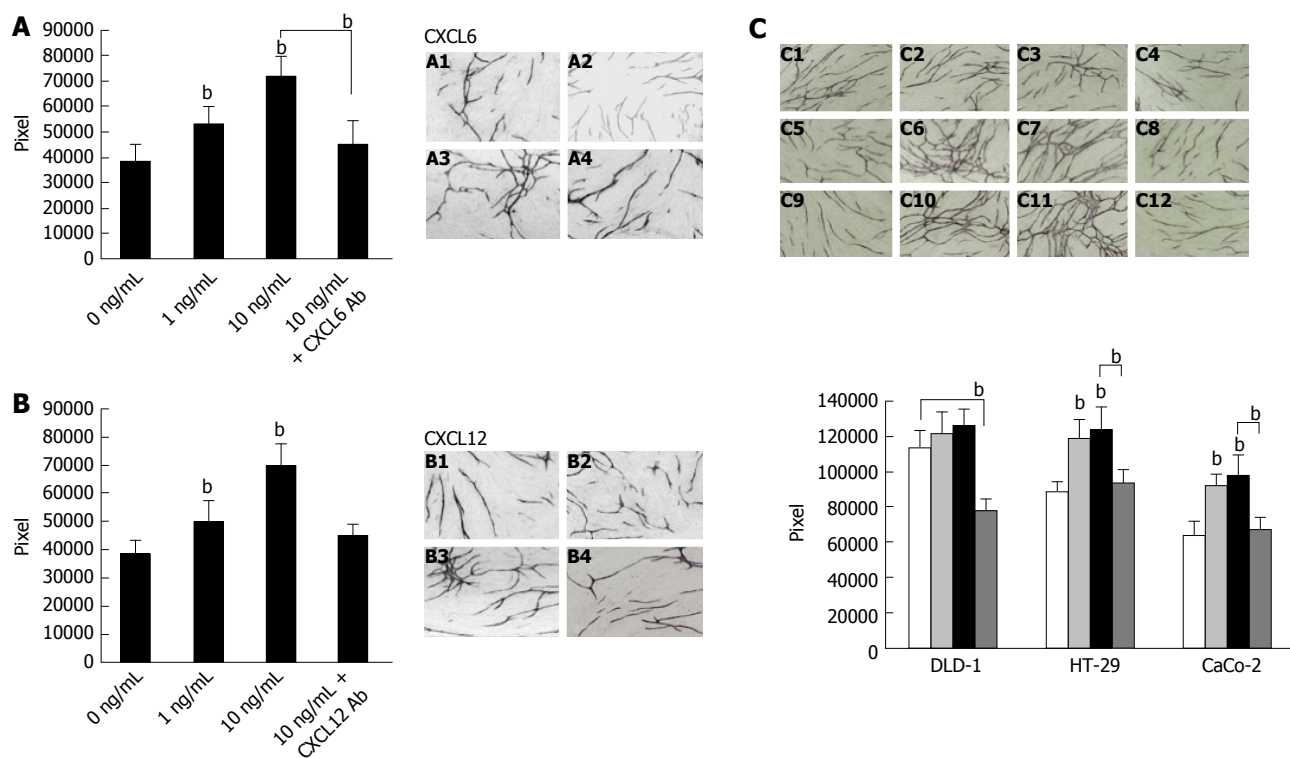 A
90000
80000
70000
60000
50000
40000
30000
20000
10000
0
Pixel
b
b
b
0 ng/mL
1 ng/mL
10 ng/mL
10 ng/mL
+ CXCL6 Ab
CXCL6
A1
A2
A3
A4
B
90000
80000
70000
60000
50000
40000
30000
20000
10000
0
Pixel
b
b
0 ng/mL
1 ng/mL
10 ng/mL
10 ng/mL +
CXCL12 Ab
CXCL12
B1
B2
B3
B4
C
C1
C2
C3
C4
C5
C6
C7
C8
C9
C10
C11
C12
140000
120000
100000
80000
60000
40000
20000
0
Pixel
b
b
b
b
b
b
b
DLD-1
HT-29
CaCo-2